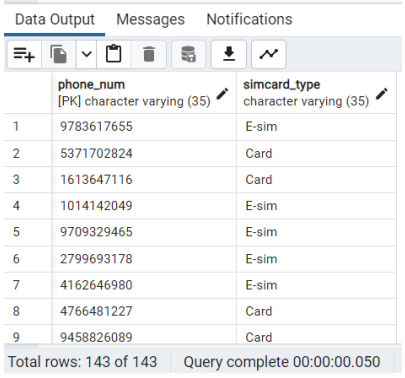 Data Output Messages Notifications
phone_num simcard_type
[PK] character varying (35) character varying (35)
1 9783617655 E-sim
2 5371702824 Card
3 1613647116 Card
4 1014142049 E-sim
5 9709329465 E-sim
6 2799693178 E-sim
7 4162646980 E-sim
8 4766481227 Card
9 9458826089 Card
Total rows: 143 of 143 Query complete 00:00:00.050